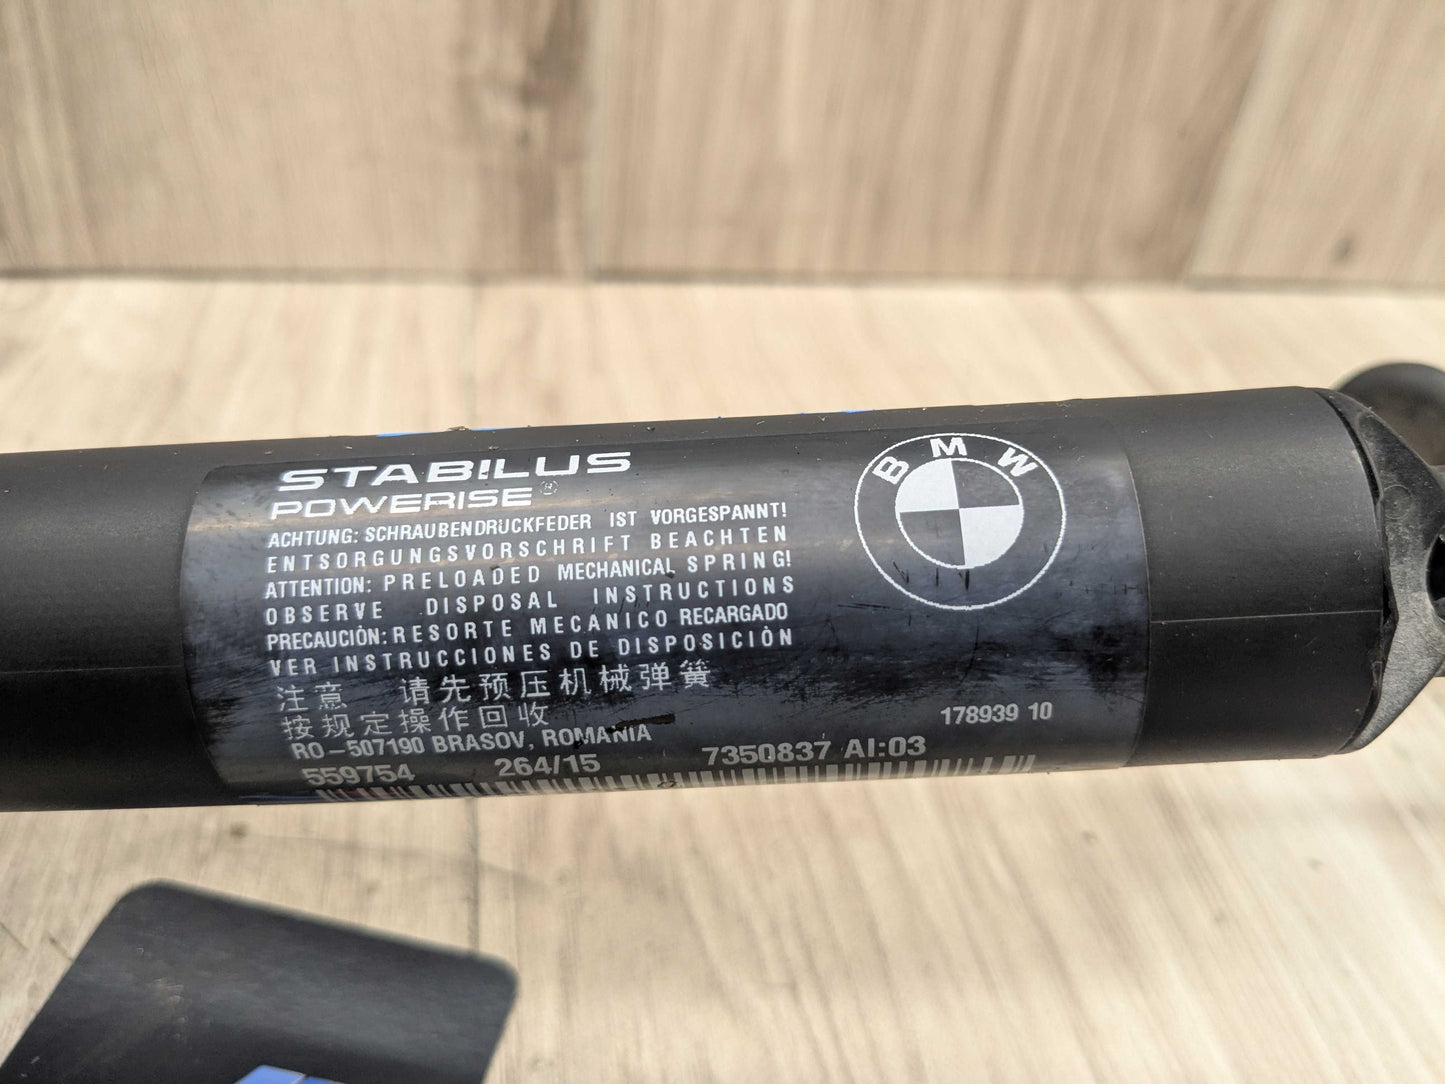 STABILUS
POWERISE®
ACHTUNG: SCHRAUBENDRUCKFEDER IST VORGESPANNT!
ENTSORGUNGSVORSCHRIFT BEACHTEN
ATTENTION: PRELOADED MECHANICAL SPRING!
OBSERVE DISPOSAL INSTRUCTIONS
PRECAUCIÓN: RESORTE MECANICO RECARGADO
VER INSTRUCCIONES DE DISPOSICIÓN
注意 请先预压机械弹簧
按规定操作回收
RO-507190 BRASOV, ROMANIA
559754 264/15 7350837 AI:03
BMW
178939 10